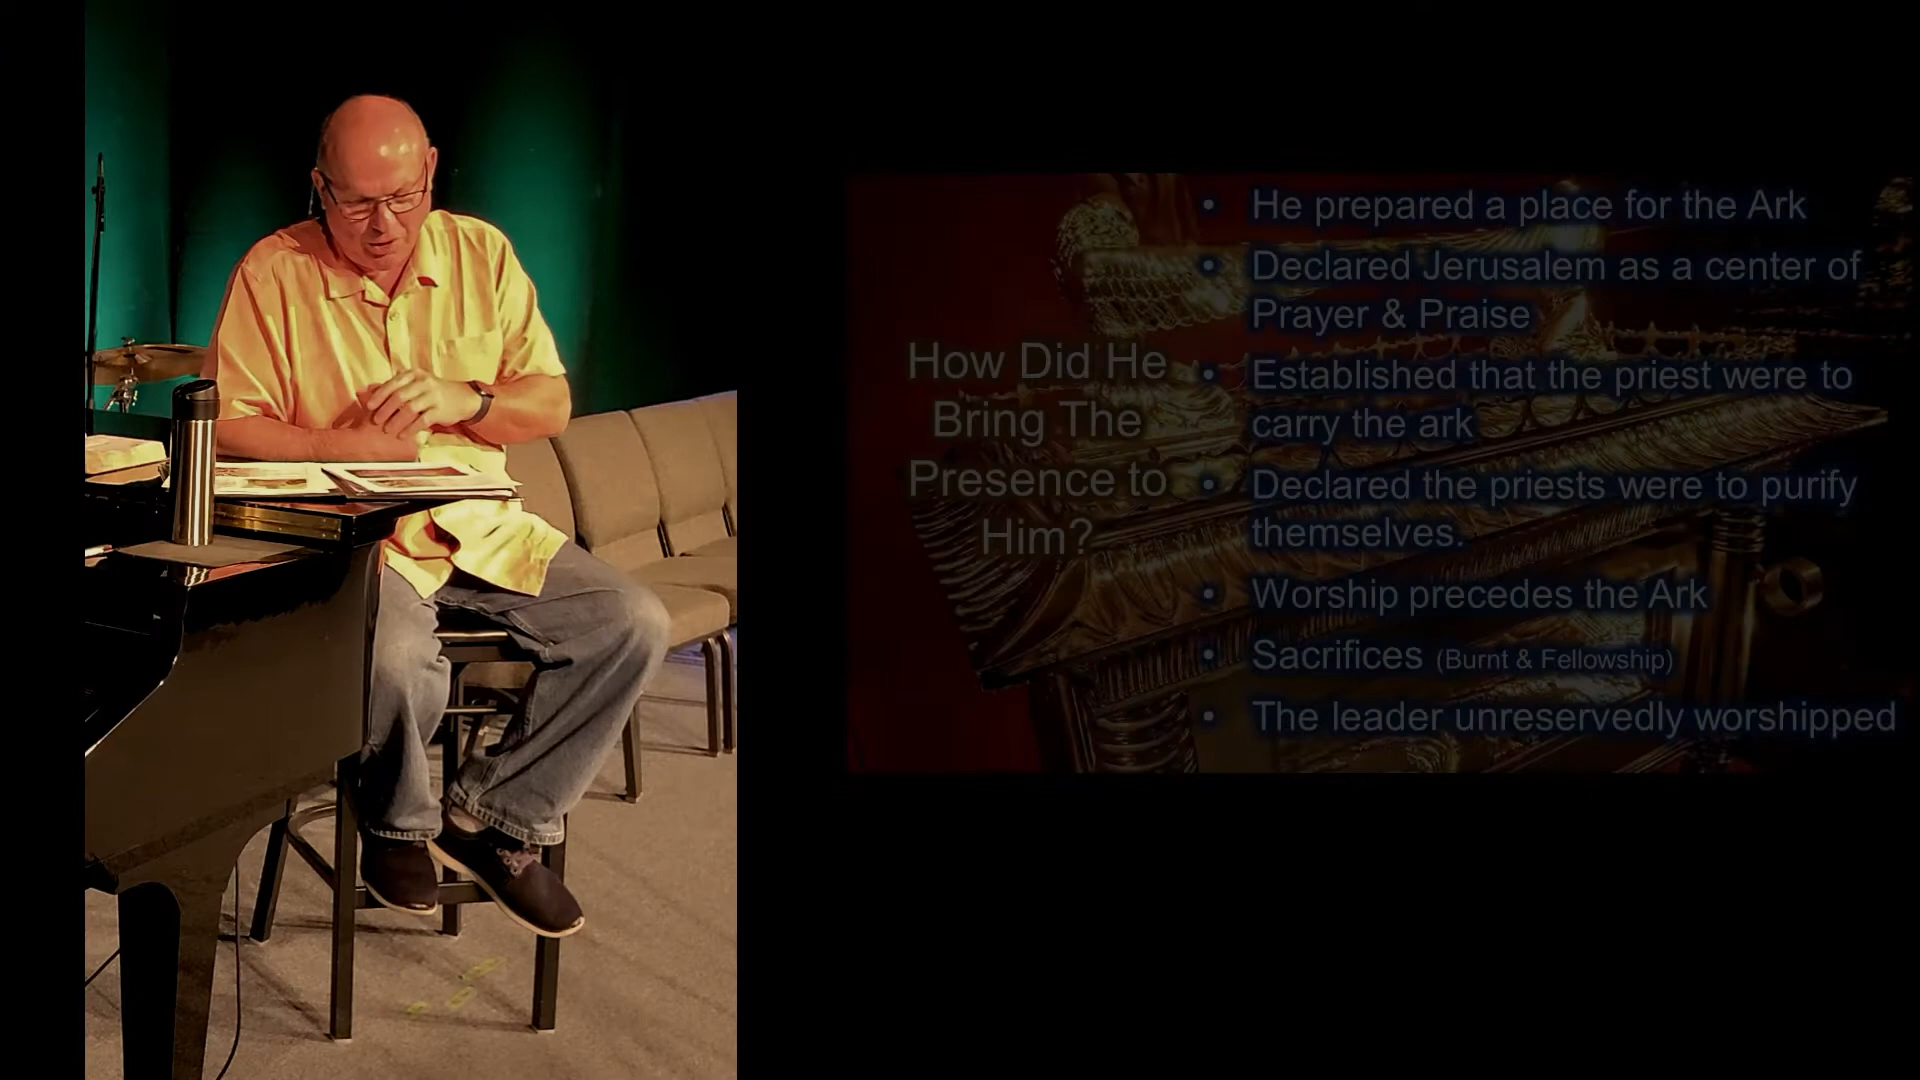 How Did He
Bring The
Presence to
Him?
• He prepared a place for the Ark
• Declared Jerusalem as a center of
Prayer & Praise
• Established that the priest were to
carry the ark
• Declared the priests were to purify
themselves.
• Worship precedes the Ark
• Sacrifices (Burnt & Fellowship)
• The leader unreservedly worshipped